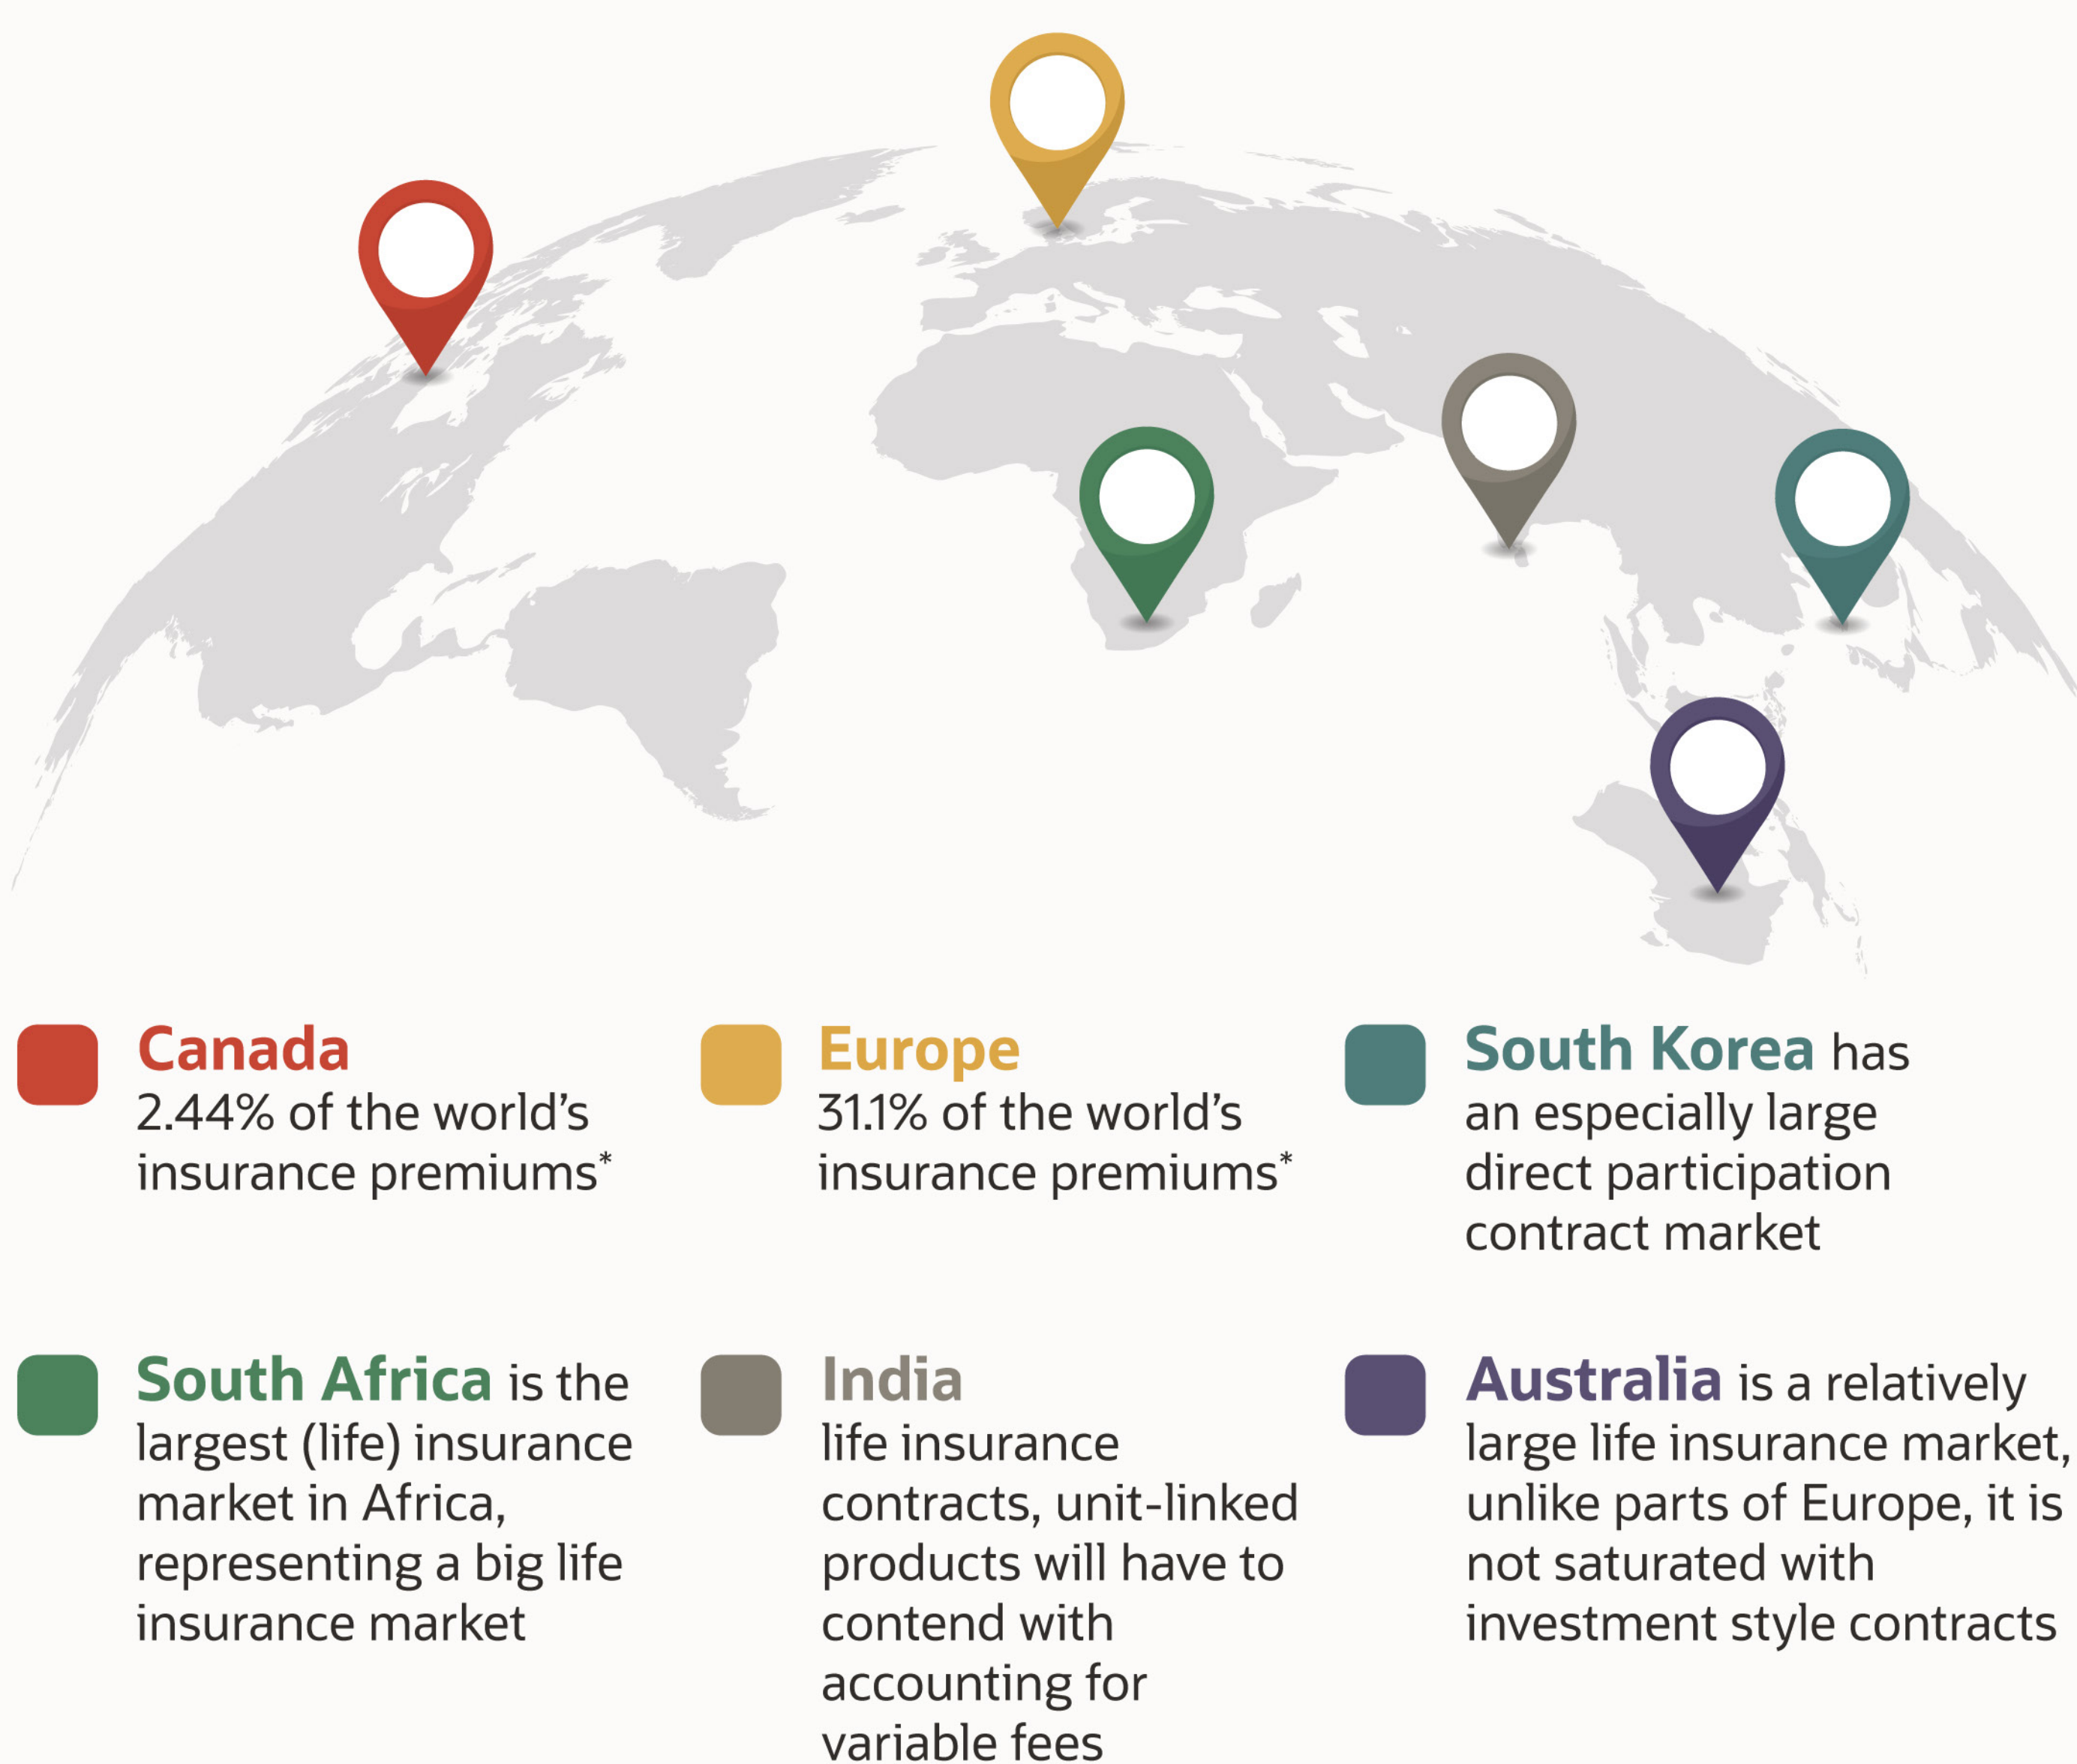 Canada
2.44% of the world’s
insurance premiums*
Europe
31.1% of the world’s
insurance premiums*
South Korea has
an especially large
direct participation
contract market
South Africa is the
largest (life) insurance
market in Africa,
representing a big life
insurance market
India
life insurance
contracts, unit-linked
products will have to
contend with
accounting for
variable fees
Australia is a relatively
large life insurance market,
unlike parts of Europe, it is
not saturated with
investment style contracts